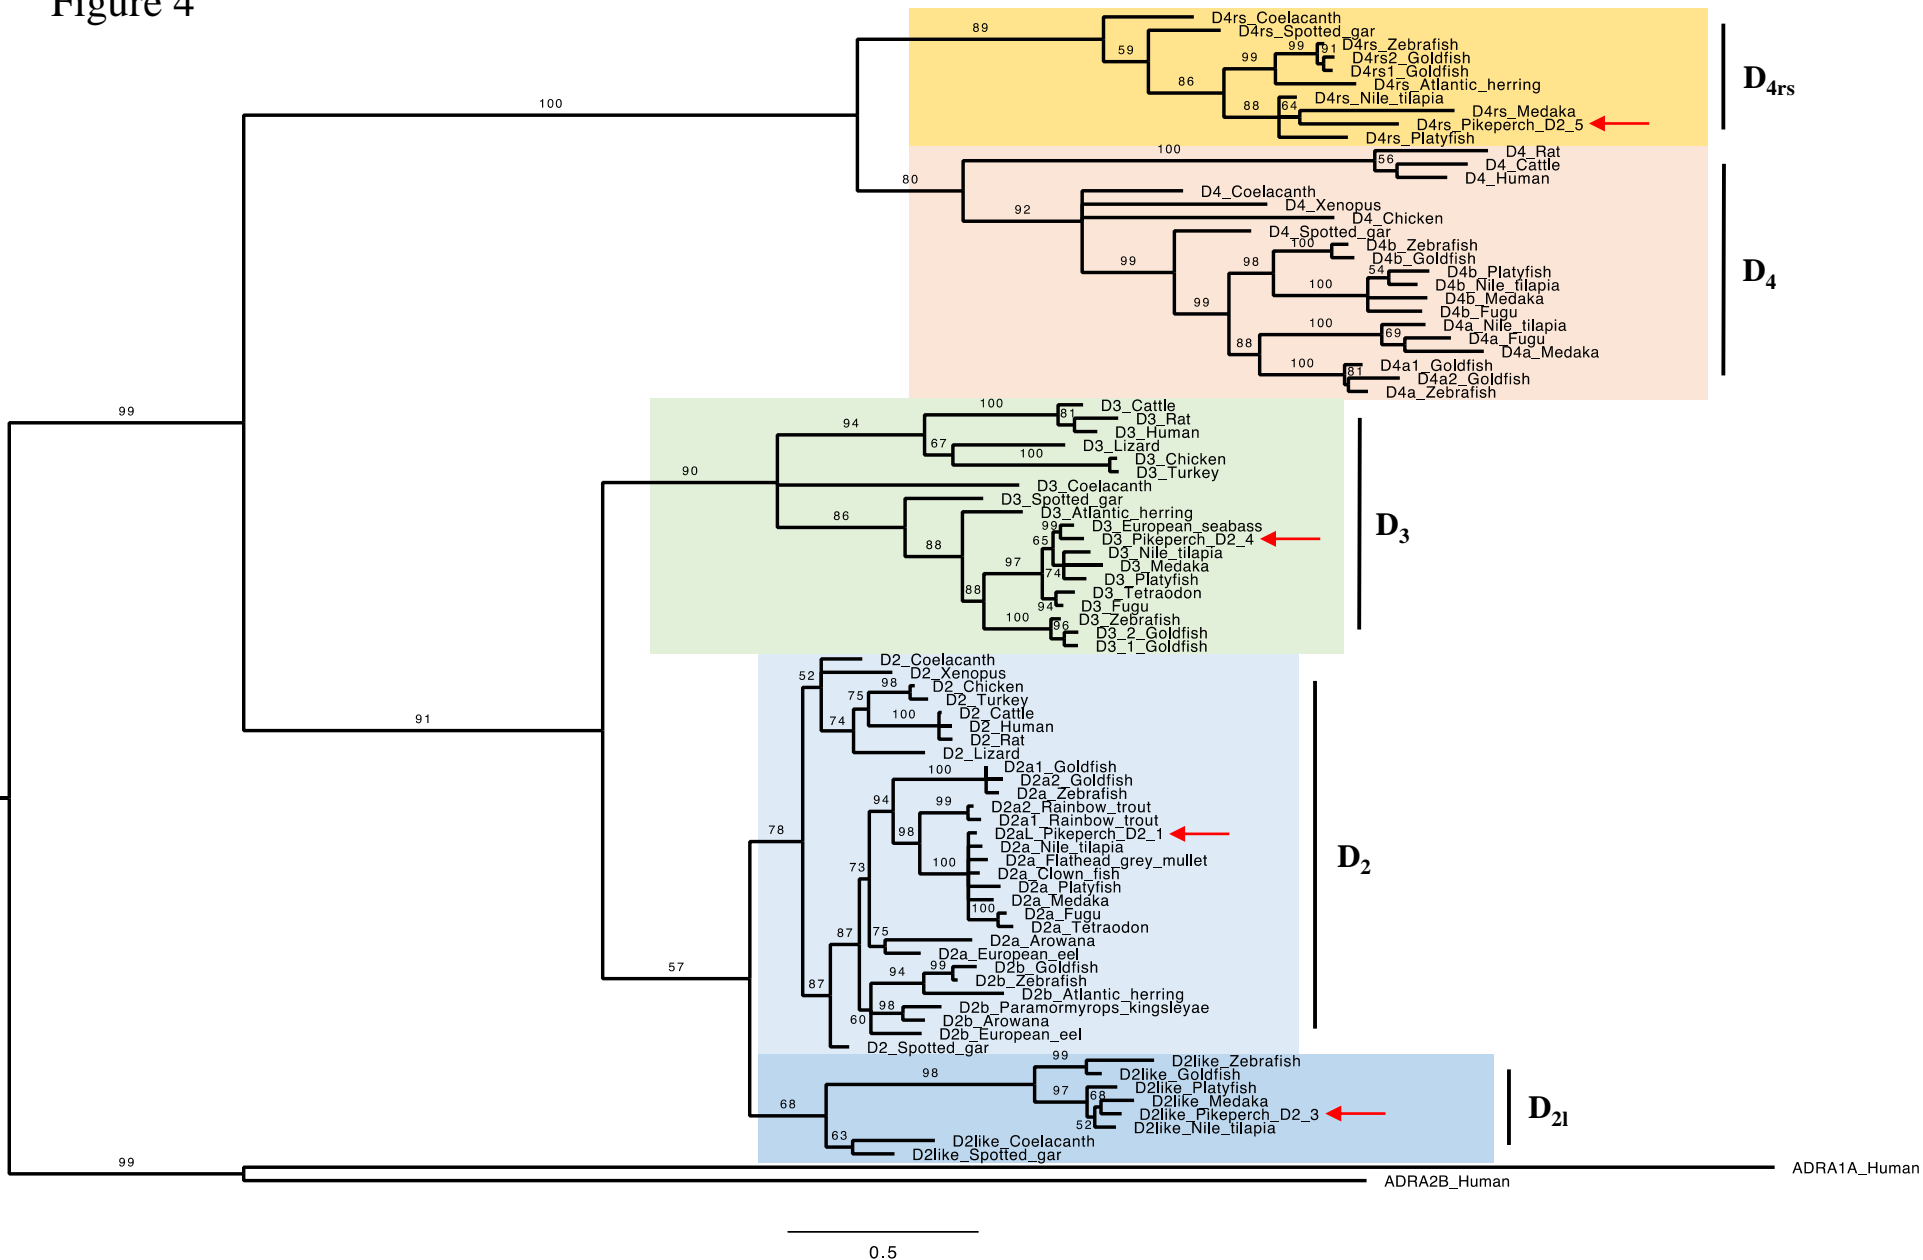 Figure 4
89
D4rs_Coelacanth
D4rs_Spotted_gar
59
99
91
D4rs_Zebrafish
D4rs2_Goldfish
99
D4rs1_Goldfish
86
D4rs_Atlantic_herring
D4rs_Nile_tilapia
88
64
D4rs_Medaka
D4rs_Pikeperch_D2_5
D4rs_Platyfish
D4rs
100
100
D4_Rat
56
D4_Cattle
D4_Human
80
D4_Coelacanth
92
D4_Xenopus
D4_Chicken
D4_Spotted_gar
100
D4b_Zebrafish
D4b_Goldfish
99
98
54
D4b_Platyfish
D4b_Nile_tilapia
100
D4b_Medaka
D4b_Fugu
99
100
D4a_Nile_tilapia
69
D4a_Fugu
88
D4a_Medaka
100
D4a1_Goldfish
81
D4a2_Goldfish
D4a_Zebrafish
D4
99
100
D3_Cattle
81
D3_Rat
94
D3_Human
67
D3_Lizard
100
D3_Chicken
D3_Turkey
90
D3_Coelacanth
D3_Spotted_gar
86
D3_Atlantic_herring
99
D3_European_seabass
65
D3_Pikeperch_D2_4
88
D3_Nile_tilapia
97
D3_Medaka
74
D3_Platyfish
88
D3_Tetraodon
94
D3_Fugu
100
D3_Zebrafish
96
D3_2_Goldfish
D3_1_Goldfish
D3
91
D2_Coelacanth
52
D2_Xenopus
98
D2_Chicken
75
D2_Turkey
100
D2_Cattle
74
D2_Human
D2_Rat
D2_Lizard
100
D2a1_Goldfish
D2a2_Goldfish
D2a_Zebrafish
94
99
D2a2_Rainbow_trout
D2a1_Rainbow_trout
78
98
D2aL_Pikeperch_D2_1
D2a_Nile_tilapia
73
100
D2a_Flathead_grey_mullet
D2a_Clown_fish
D2a_Platyfish
D2a_Medaka
100
D2a_Fugu
D2a_Tetraodon
87
75
D2a_Arowana
D2a_European_eel
57
94
99
D2b_Goldfish
D2b_Zebrafish
87
D2b_Atlantic_herring
98
D2b_Paramormyrops_kingsleyae
60
D2b_Arowana
D2b_European_eel
D2_Spotted_gar
D2
99
D2like_Zebrafish
98
D2like_Goldfish
97
D2like_Platyfish
68
D2like_Medaka
68
D2like_Pikeperch_D2_3
52
D2like_Nile_tilapia
63
D2like_Coelacanth
D2like_Spotted_gar
D2l
99
ADRA1A_Human
ADRA2B_Human
0.5